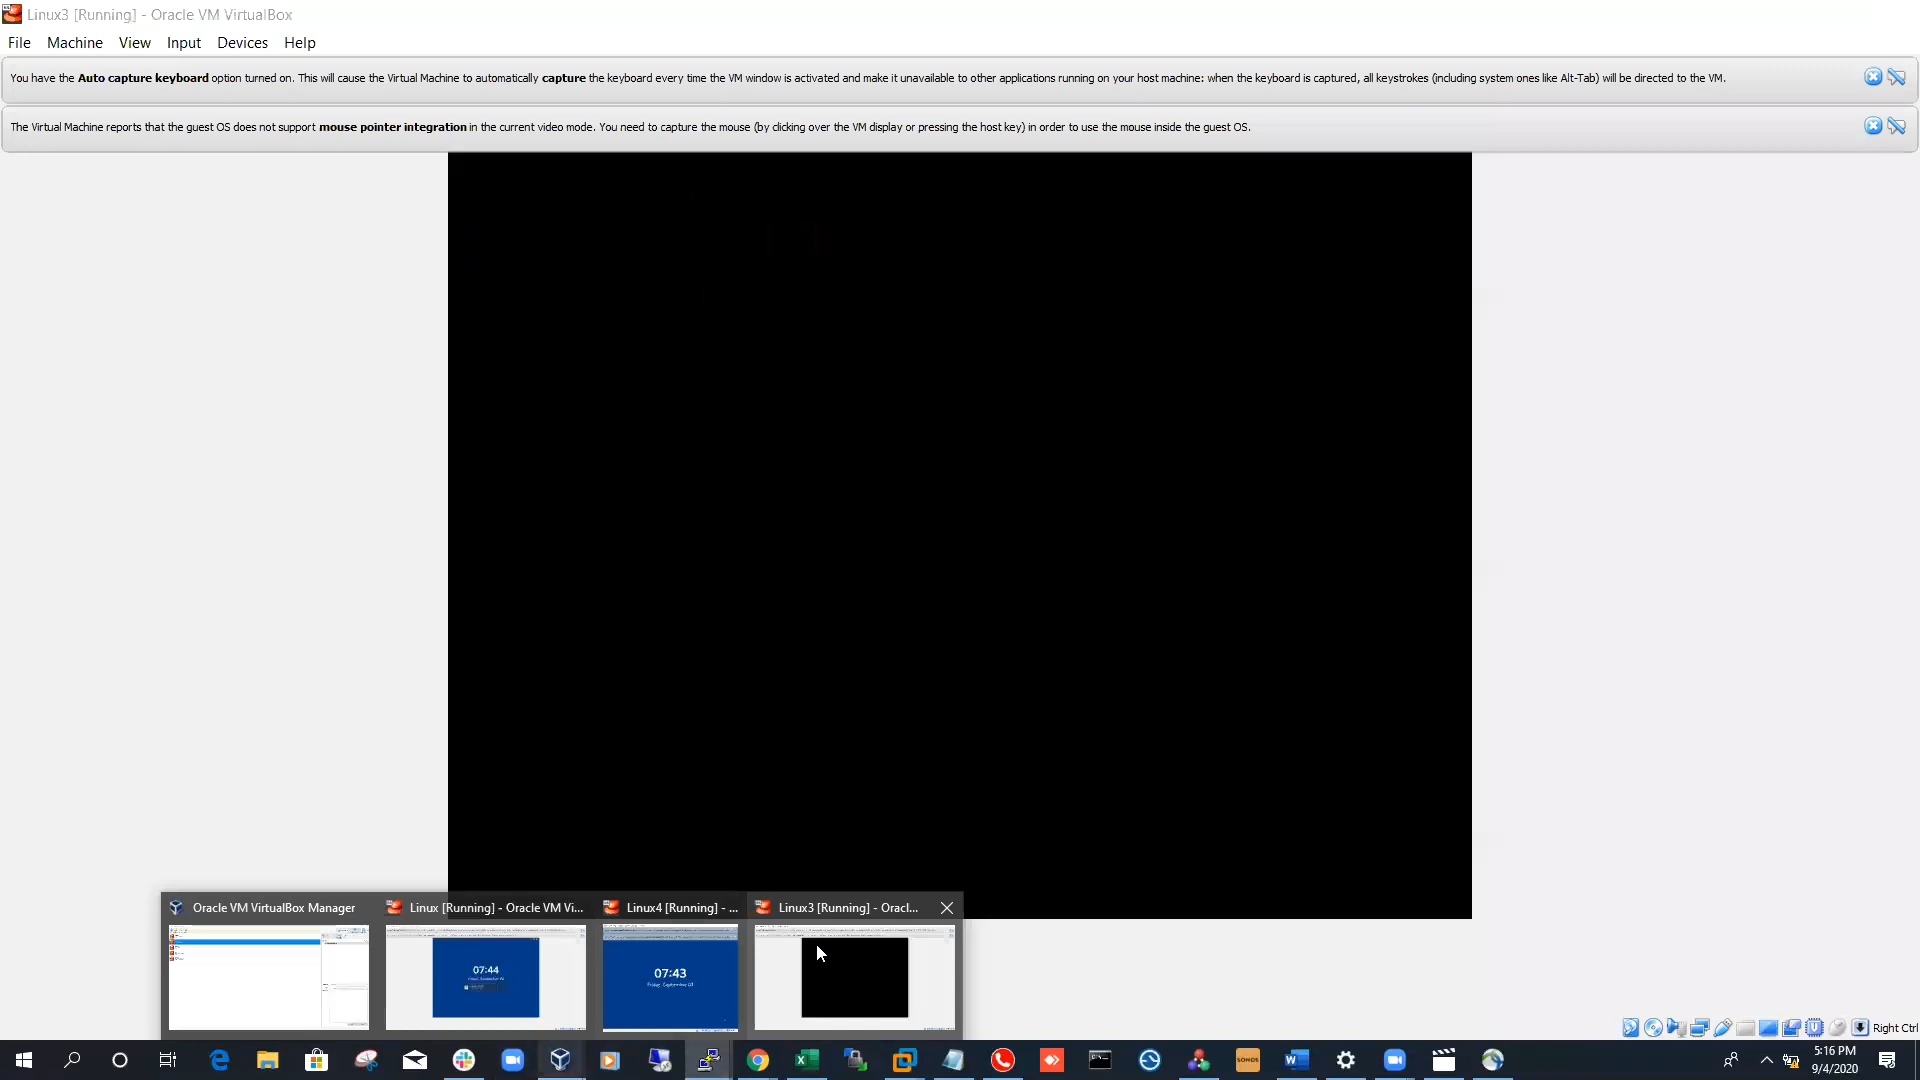 Linux3 [Running] - Oracle VM VirtualBox
File Machine View Input Devices Help
You have the Auto capture keyboard option turned on. This will cause the Virtual Machine to automatically capture the keyboard every time the VM window is activated and make it unavailable to other applications running on your host machine: when the keyboard is captured, all keystrokes (including system ones like Alt-Tab) will be directed to the VM.
The Virtual Machine reports that the guest OS does not support mouse pointer integration in the current video mode. You need to capture the mouse (by clicking over the VM display or pressing the host key) in order to use the mouse inside the guest OS.
Oracle VM VirtualBox Manager
Linux [Running] - Oracle VM Vi...
Linux4 [Running] - ...
Linux3 [Running] - Oracl...
07:44
07:43
Friday, September 04
Right Ctrl
SONOS
5:16 PM
9/4/2020